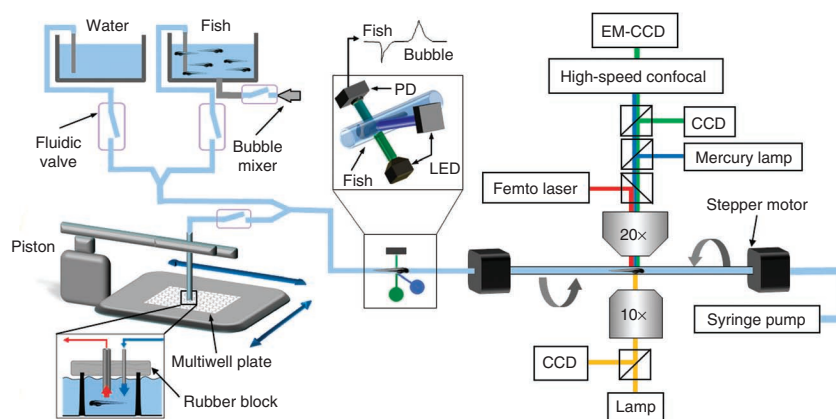 Water
Fish
Fluidic
valve
Bubble
mixer
Fish
Bubble
PD
LED
Fish
EM-CCD
High-speed confocal
CCD
Mercury lamp
Femto laser
Stepper motor
20×
10×
Syringe pump
CCD
Lamp
Piston
Multiwell plate
Rubber block